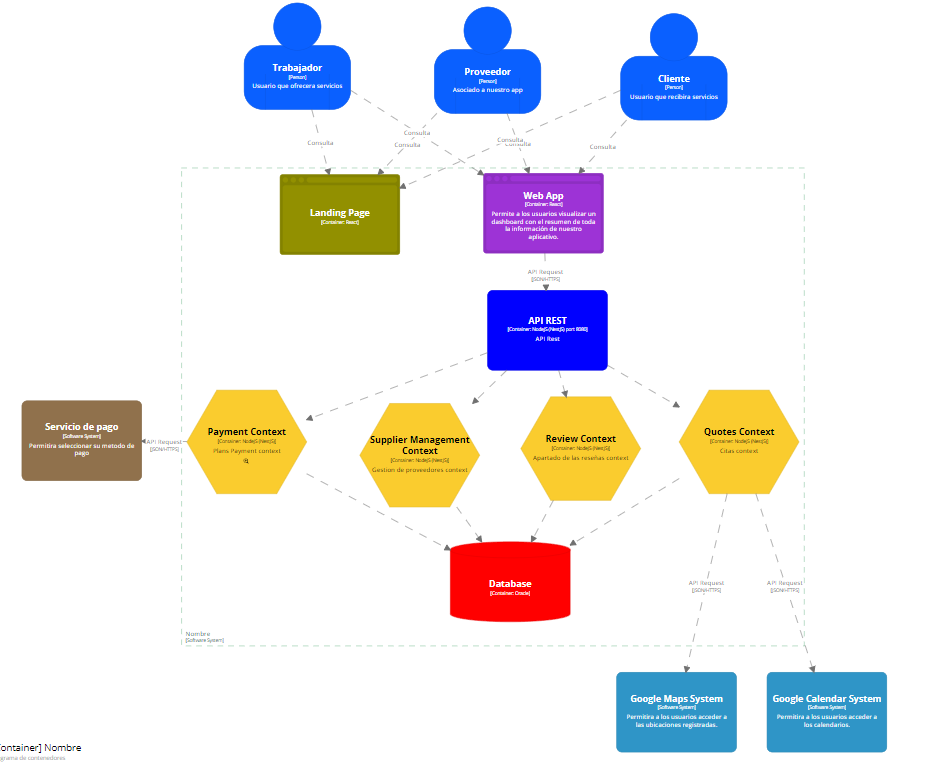 Trabajador
[Person]
Usuario que ofrecera servicios
Proveedor
[Person]
Asociado a nuestro app
Cliente
[Person]
Usuario que recibira servicios
Consulta
Consulta
Consulta
Consulta
Consulta
Consulta
Landing Page
[Container: React]
Web App
[Container: React]
Permite a los usuarios visualizar un
dashboard con el resumen de toda
la información de nuestro
aplicativo.
API Request
[JSON/HTTPS]
API REST
[Container: NodeJS (NestJS) port 8080]
API Rest
Servicio de pago
[Software System]
Permitira seleccionar su metodo de
pago
API Request
[JSON/HTTPS]
Payment Context
[Container: NodeJS (NestJS)]
Plans Payment context
Supplier Management
Context
[Container: NodeJS (NestJS)]
Gestion de proveedores context
Review Context
[Container: NodeJS (NestJS)]
Apartado de las reseñas context
Quotes Context
[Container: NodeJS (NestJS)]
Citas context
Database
[Container: Oracle]
API Request
[JSON/HTTPS]
API Request
[JSON/HTTPS]
Nombre
[Software System]
Google Maps System
[Software System]
Permitira a los usuarios acceder a
las ubicaciones registradas.
Google Calendar System
[Software System]
Permitira a los usuarios acceder a
los calendarios.
ontainer] Nombre
grama de contenedores